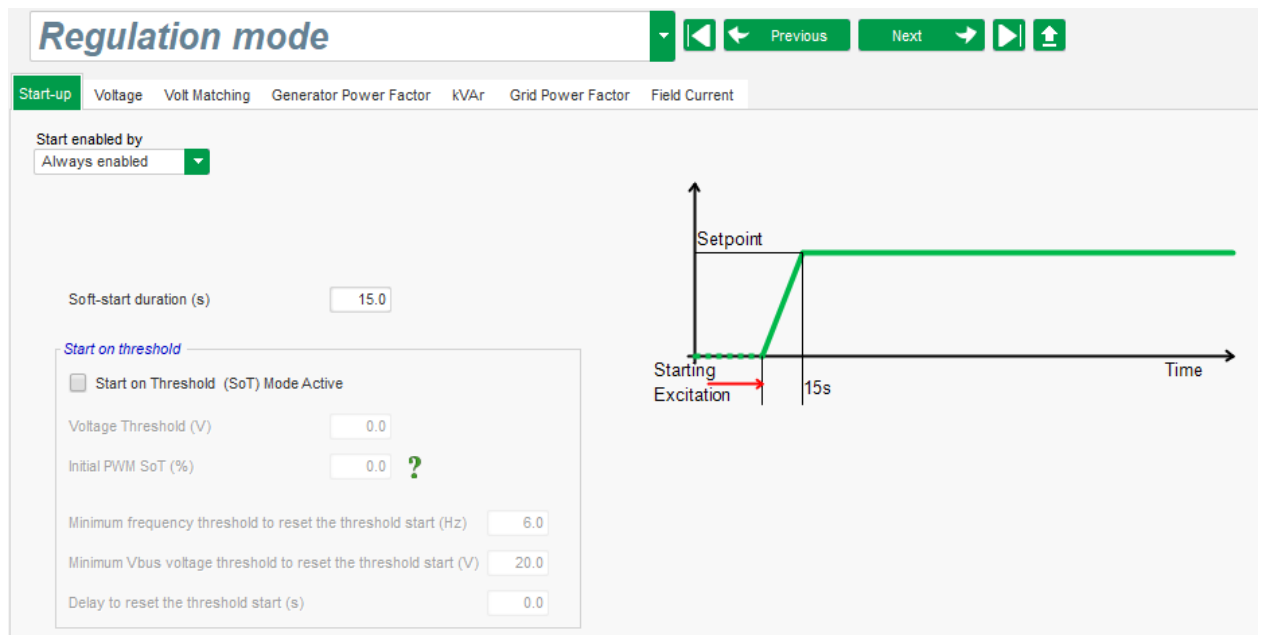 Regulation mode
Previous
Next
Start-up Voltage Volt Matching Generator Power Factor kVAr Grid Power Factor Field Current
Start enabled by
Always enabled
Setpoint
Soft-start duration (s) 15.0
Start on threshold
Start on Threshold (SoT) Mode Active
Voltage Threshold (V) 0.0
Initial PWM SoT (%) 0.0 ?
Minimum frequency threshold to reset the threshold start (Hz) 6.0
Minimum Vbus voltage threshold to reset the threshold start (V) 20.0
Delay to reset the threshold start (s) 0.0
Starting
Excitation
15s
Time